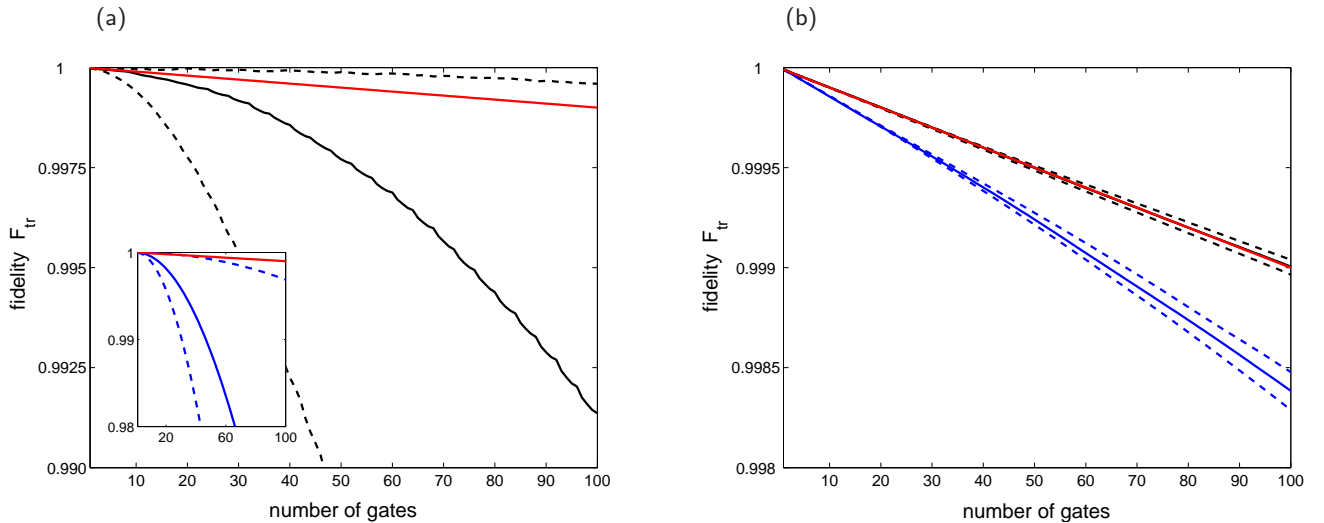 (a)
1
0.9975
0.995
0.9925
0.990
fidelity F_tr
10 20 30 40 50 60 70 80 90 100
number of gates
1
0.99
0.98
20 60 100
(b)
1
0.9995
0.999
0.9985
0.998
fidelity F_tr
10 20 30 40 50 60 70 80 90 100
number of gates